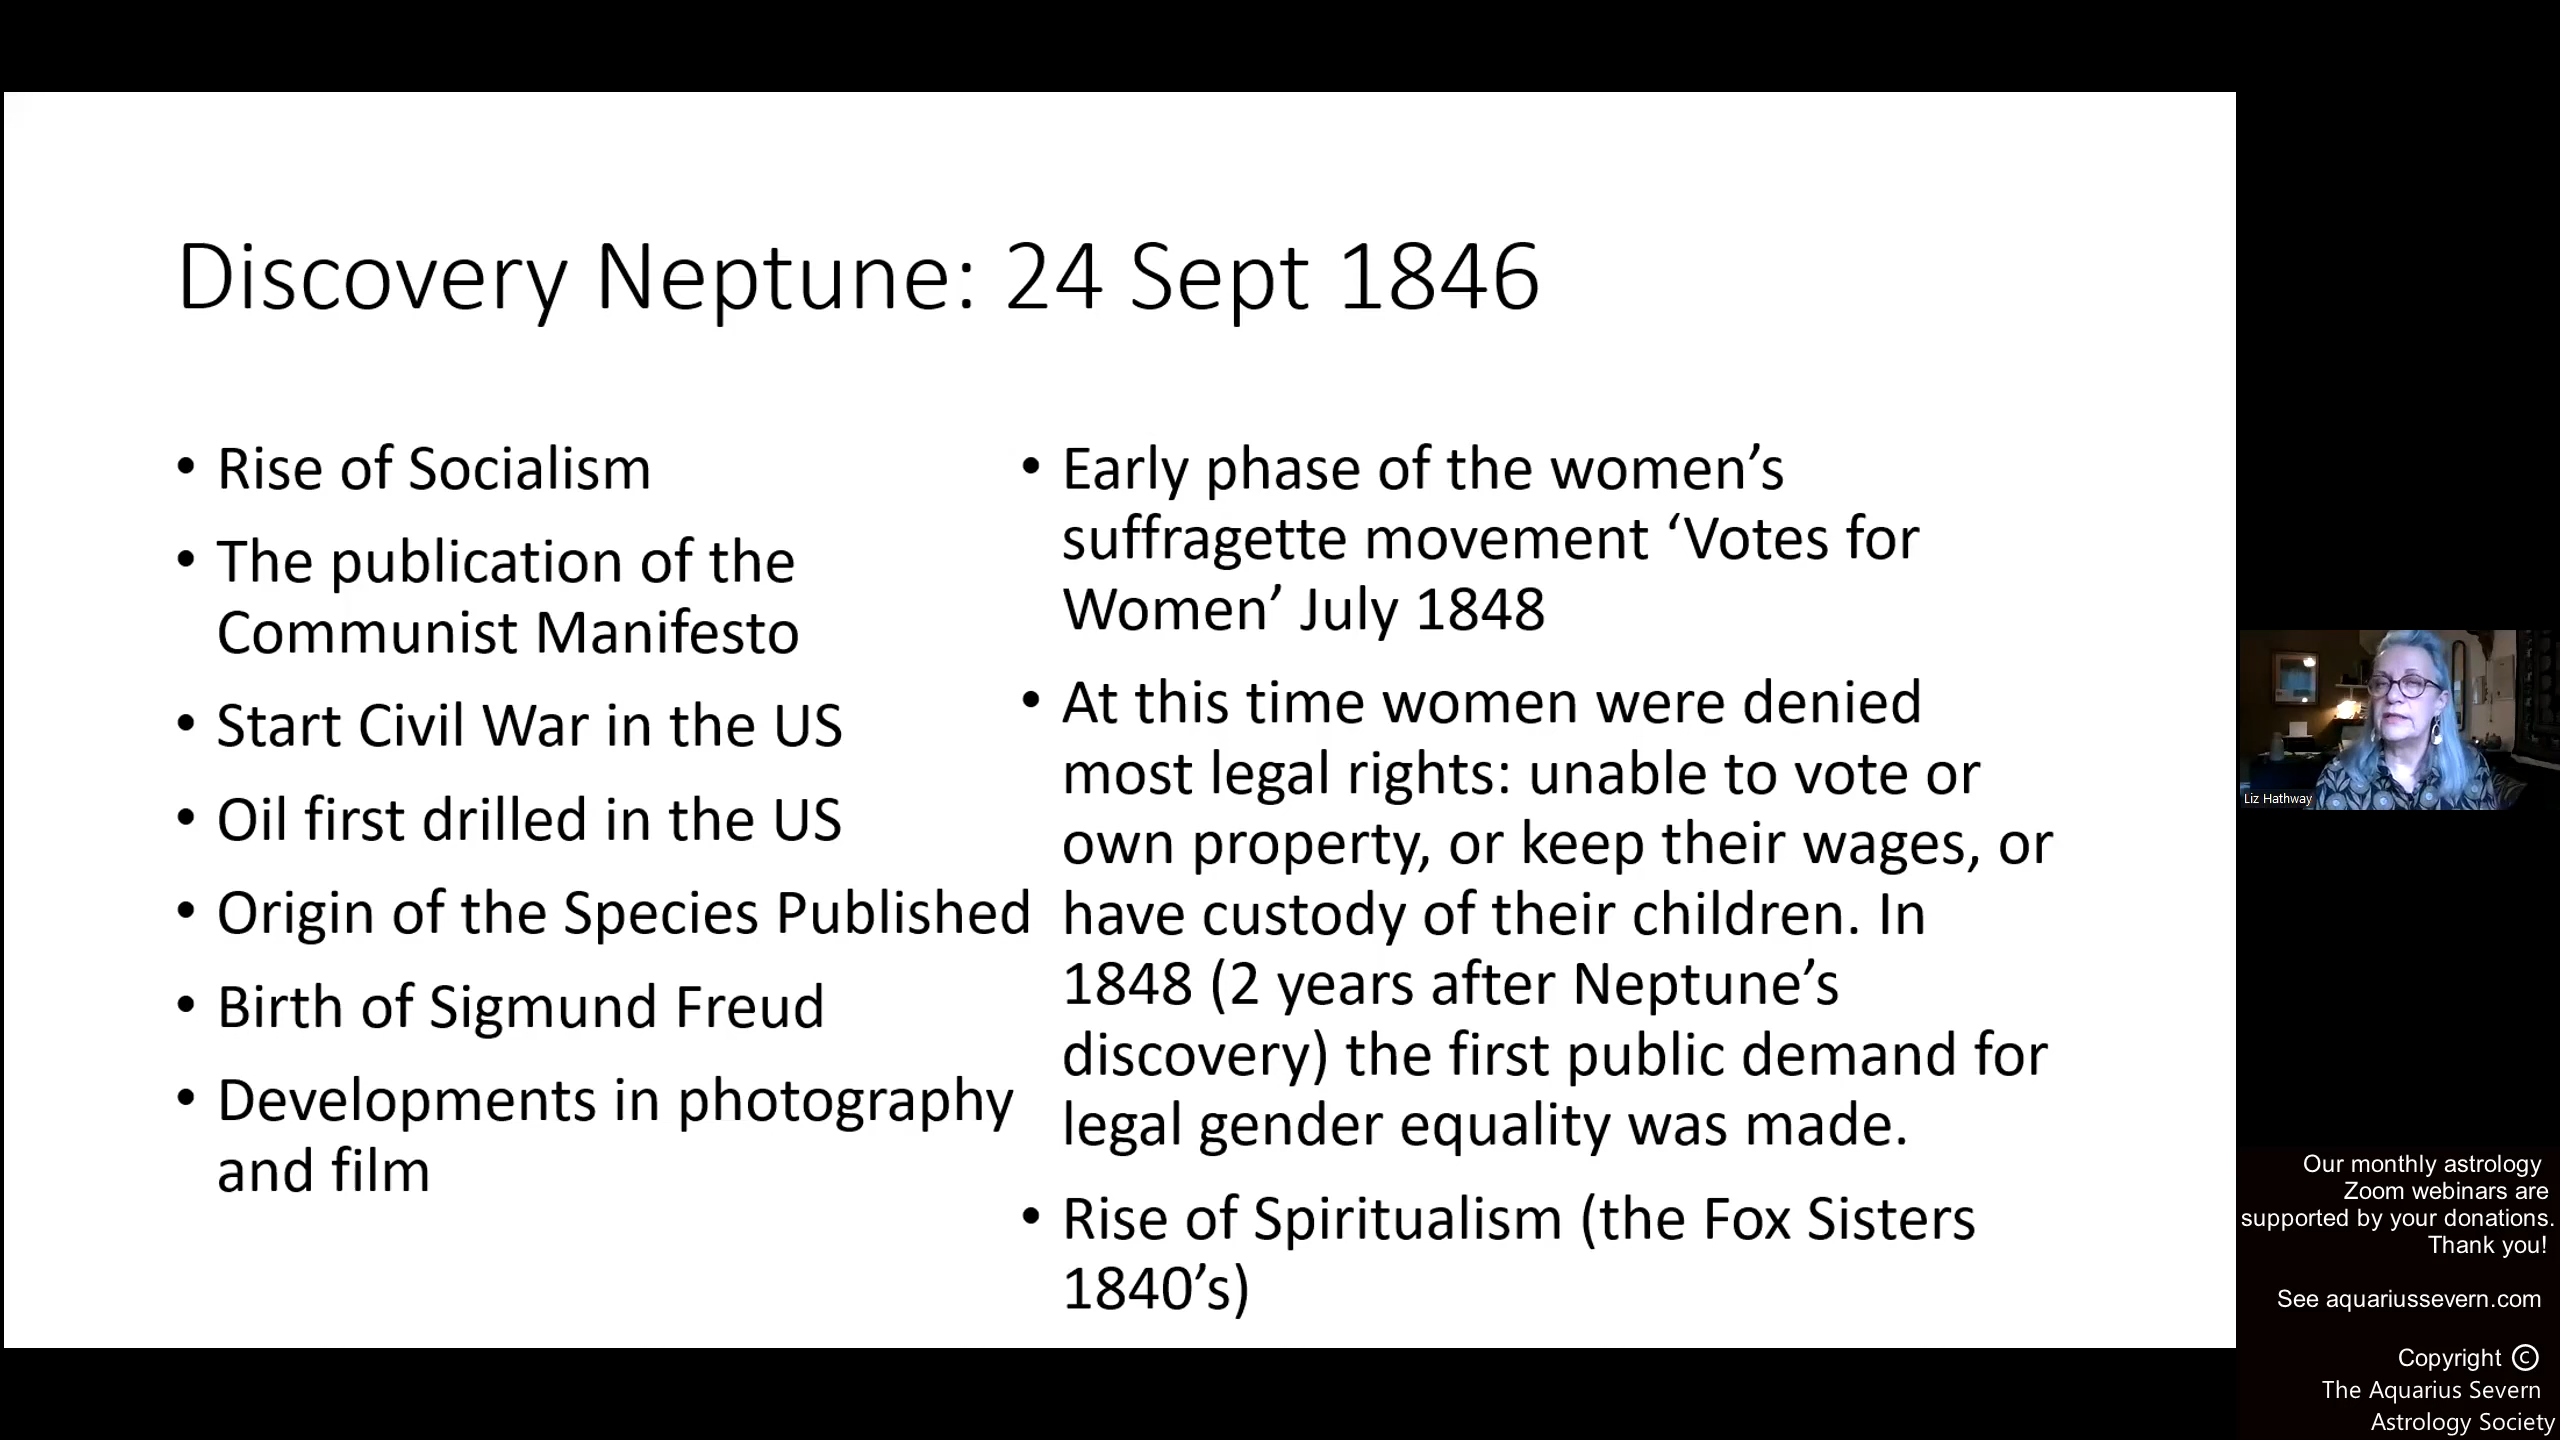 Discovery Neptune: 24 Sept 1846
• Rise of Socialism
• The publication of the
Communist Manifesto
• Start Civil War in the US
• Oil first drilled in the US
• Origin of the Species Published
• Birth of Sigmund Freud
• Developments in photography
and film
• Early phase of the women’s
suffragette movement ‘Votes for
Women’ July 1848
• At this time women were denied
most legal rights: unable to vote or
own property, or keep their wages, or
have custody of their children. In
1848 (2 years after Neptune’s
discovery) the first public demand for
legal gender equality was made.
• Rise of Spiritualism (the Fox Sisters
1840’s)
Liz Hathway
Our monthly astrology
Zoom webinars are
supported by your donations.
Thank you!
See aquariussevern.com
Copyright ©
The Aquarius Severn
Astrology Society